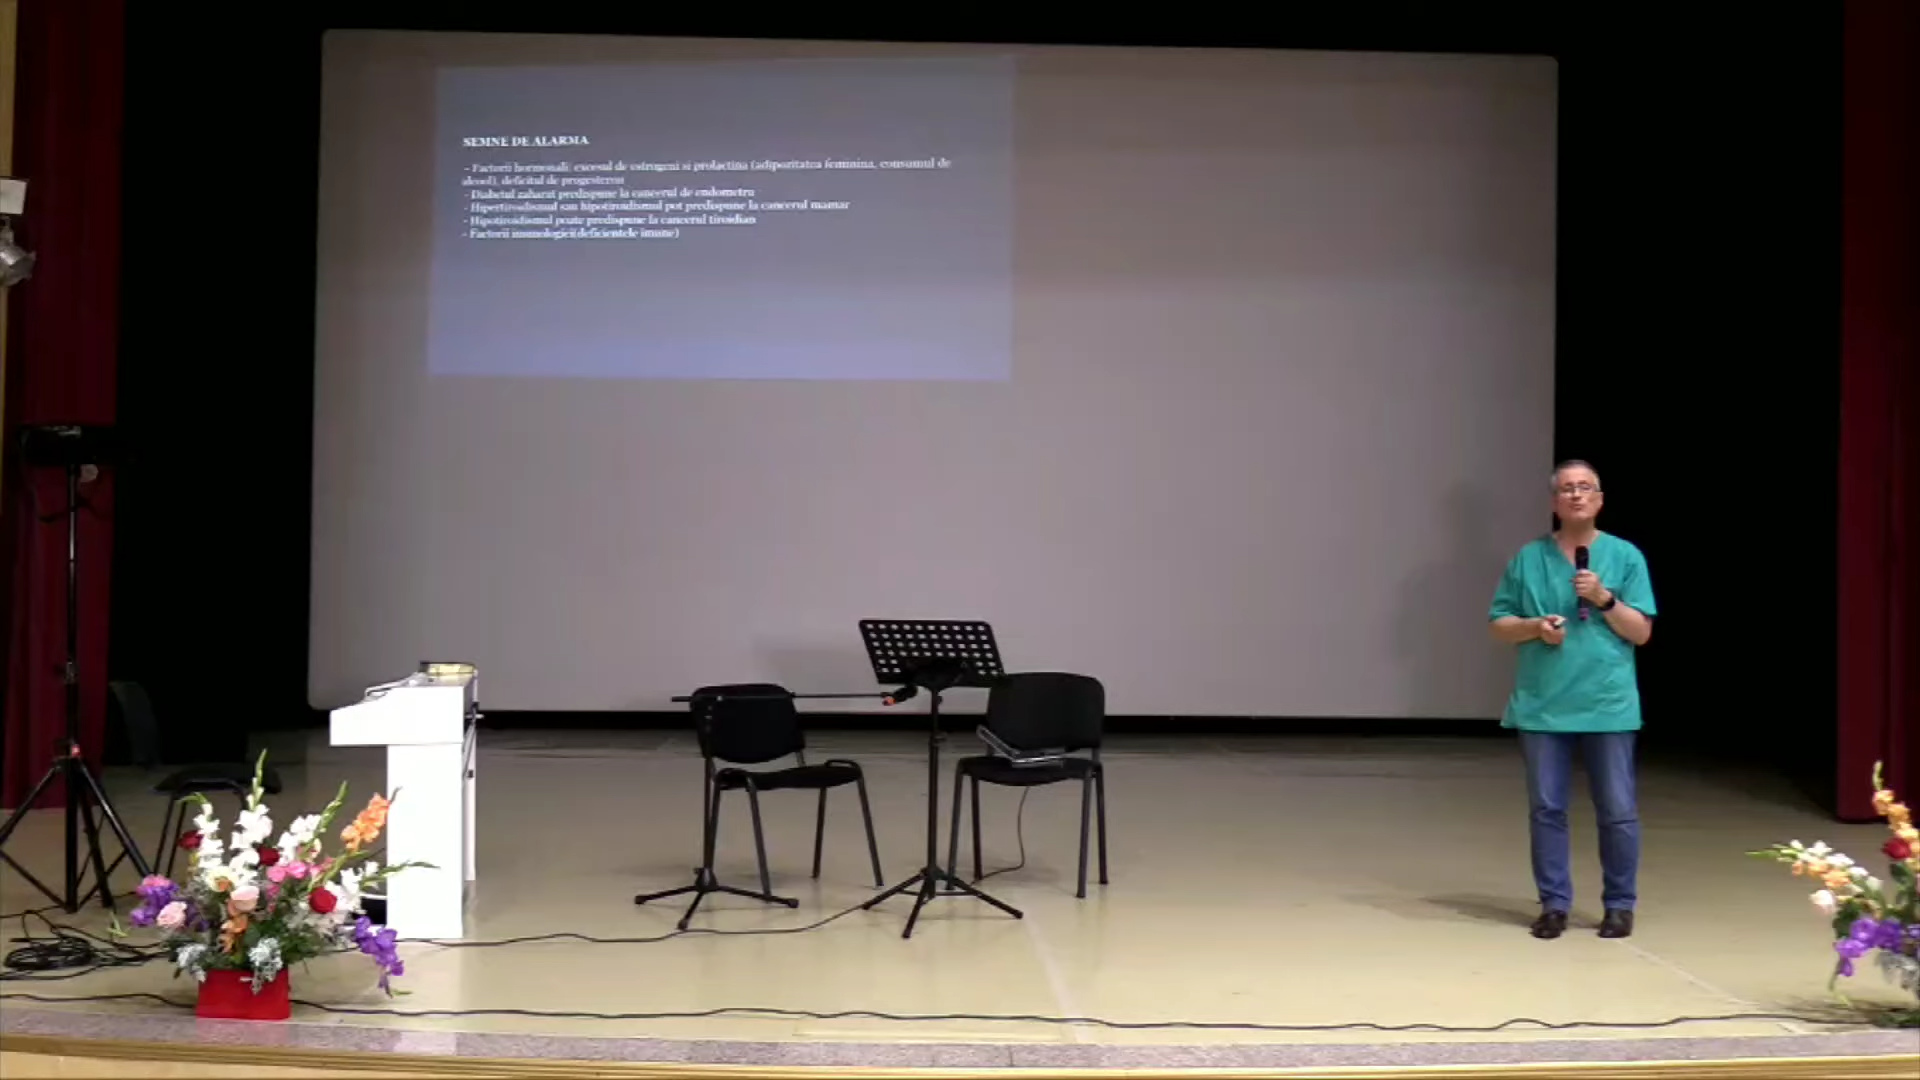 SEMNE DE ALARMA
- Factorii hormonali: excesul de estrogeni si prolactina (adipozitatea feminina, consumul de
alcool), deficitul de progesteron
- Diabetul zaharat predispune la cancerul de endometru
- Hipertiroidismul sau hipotiroidismul pot predispune la cancerul mamar
- Hipotiroidismul poate predispune la cancerul tiroidian
- Factorii imunologici(deficientele imune)